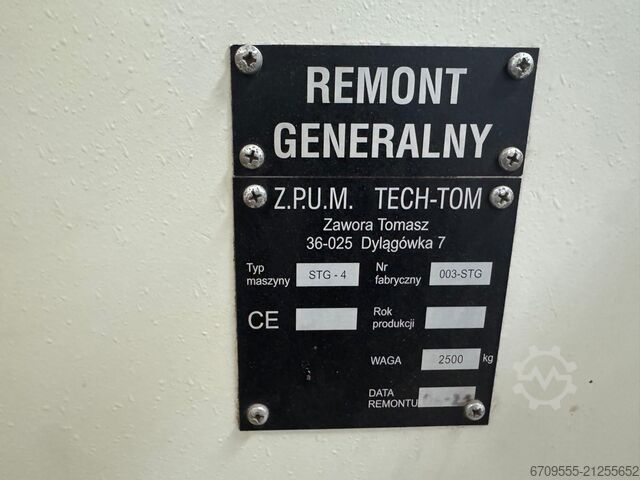 REMONT
GENERALNY
Z.P.U.M. TECH-TOM
Zawora Tomasz
36-025 Dylągówka 7
Typ maszyny STG - 4 Nr fabryczny 003-STG
CE Rok produkcji
WAGA 2500 kg
DATA
REMONTU
6709555-21255652